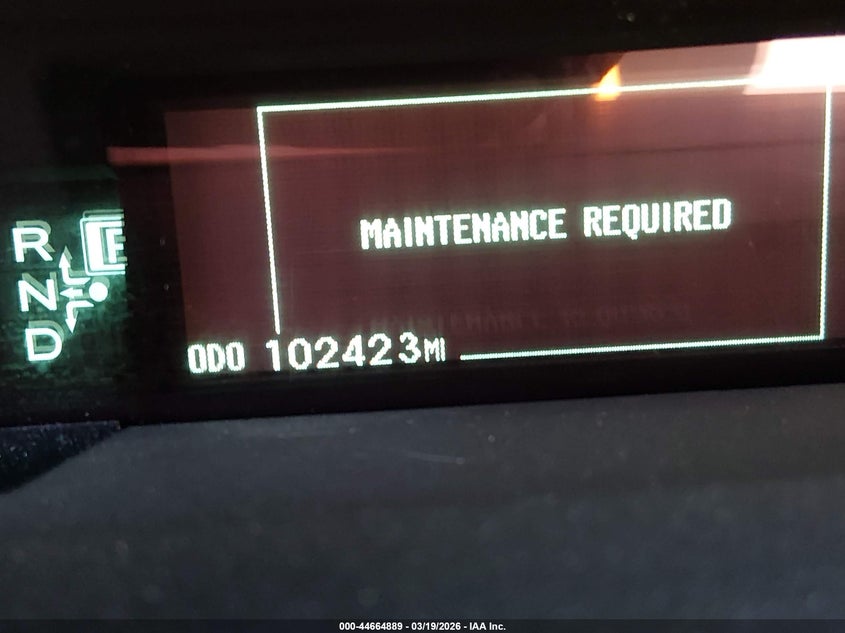 MAINTENANCE REQUIRED
R
N
D
ODO 102423MI
000-44664889 - 03/19/2026 - IAA Inc.